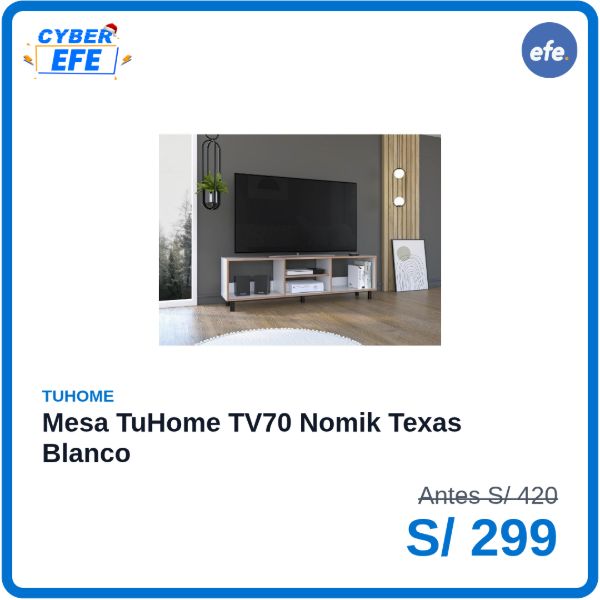 CYBER
EFE
efe.
TUHOME
Mesa TuHome TV70 Nomik Texas
Blanco
Antes S/ 420
S/ 299